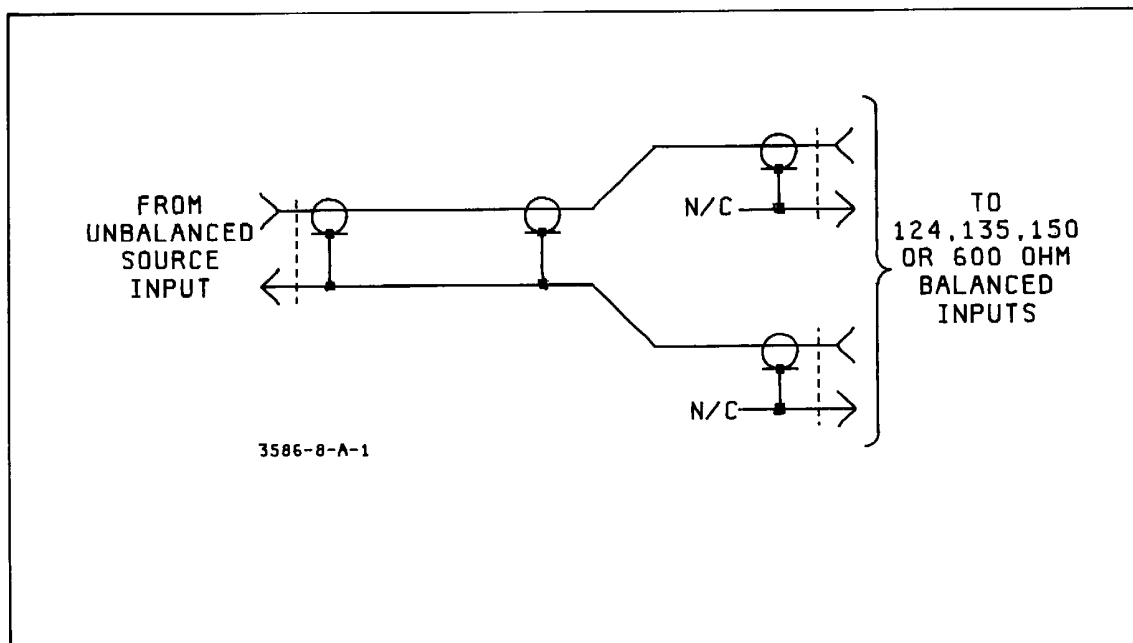 FROM
UNBALANCED
SOURCE
INPUT
N/C
N/C
TO
124,135,150
OR 600 OHM
BALANCED
INPUTS
3586-8-A-1